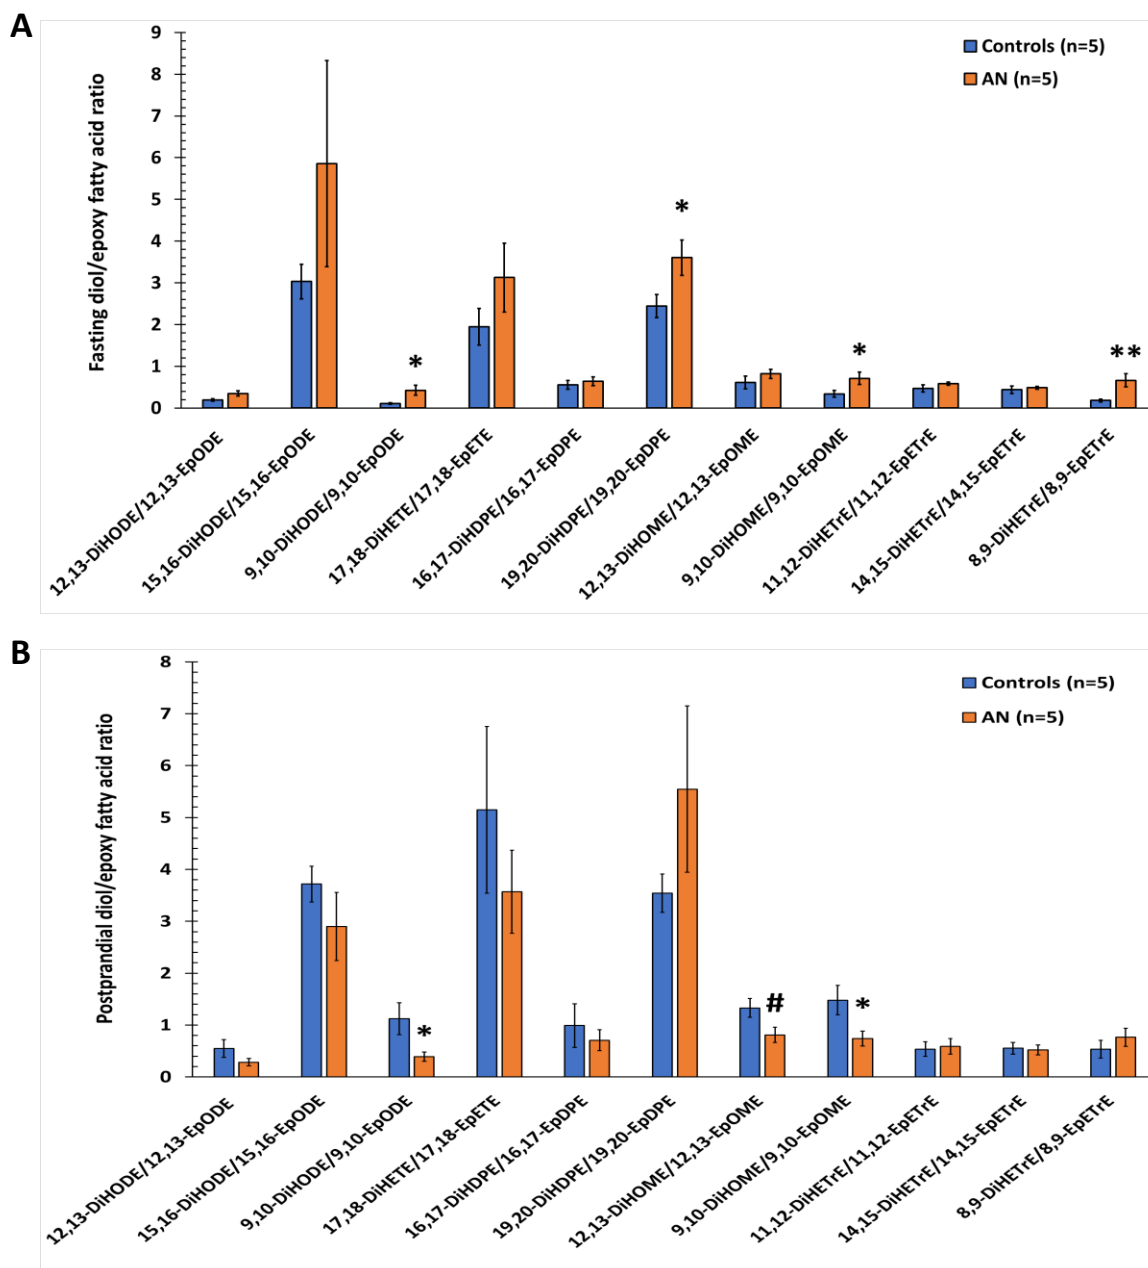 A
Fasting diol/epoxy fatty acid ratio
9
8
7
6
5
4
3
2
1
0
Controls (n=5)
AN (n=5)
*
*
*
**
12,13-DiHODE/12,13-EpODE
15,16-DiHODE/15,16-EpODE
9,10-DiHODE/9,10-EpODE
17,18-DiHETE/17,18-EpETE
16,17-DiHDPE/16,17-EpDPE
19,20-DiHDPE/19,20-EpDPE
12,13-DiHOME/12,13-EpOME
9,10-DiHOME/9,10-EpOME
11,12-DiHETrE/11,12-EpETrE
14,15-DiHETrE/14,15-EpETrE
8,9-DiHETrE/8,9-EpETrE
B
Postprandial diol/epoxy fatty acid ratio
8
7
6
5
4
3
2
1
0
Controls (n=5)
AN (n=5)
*
#
*
12,13-DiHODE/12,13-EpODE
15,16-DiHODE/15,16-EpODE
9,10-DiHODE/9,10-EpODE
17,18-DiHETE/17,18-EpETE
16,17-DiHDPE/16,17-EpDPE
19,20-DiHDPE/19,20-EpDPE
12,13-DiHOME/12,13-EpOME
9,10-DiHOME/9,10-EpOME
11,12-DiHETrE/11,12-EpETrE
14,15-DiHETrE/14,15-EpETrE
8,9-DiHETrE/8,9-EpETrE